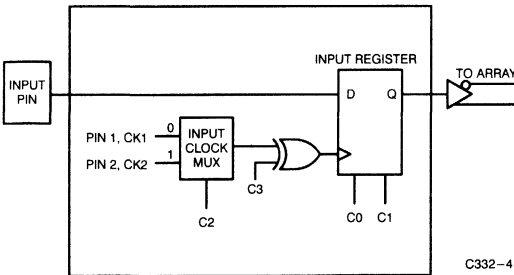 INPUT REGISTER
INPUT
PIN
TO ARRAY
D
Q
PIN 1, CK1
0
INPUT
CLOCK
MUX
PIN 2, CK2
1
C3
C2
C0
C1
C332–4